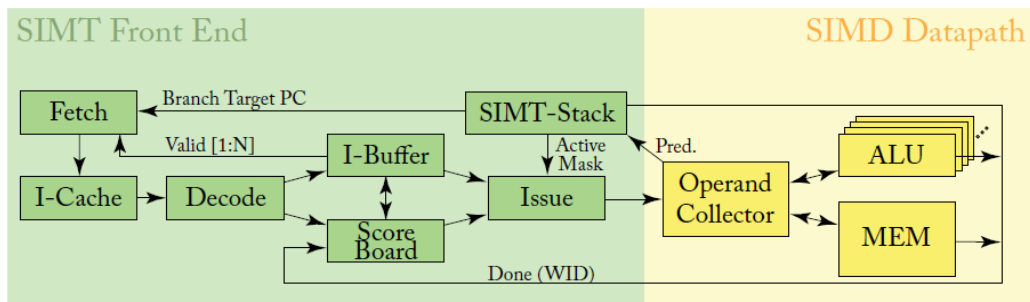 SIMT Front End
SIMD Datapath
Branch Target PC
Fetch
SIMT-Stack
Valid [1:N]
I-Buffer
Active
Mask
Pred.
ALU
I-Cache
Decode
Issue
Operand
Collector
Score
Board
MEM
Done (WID)